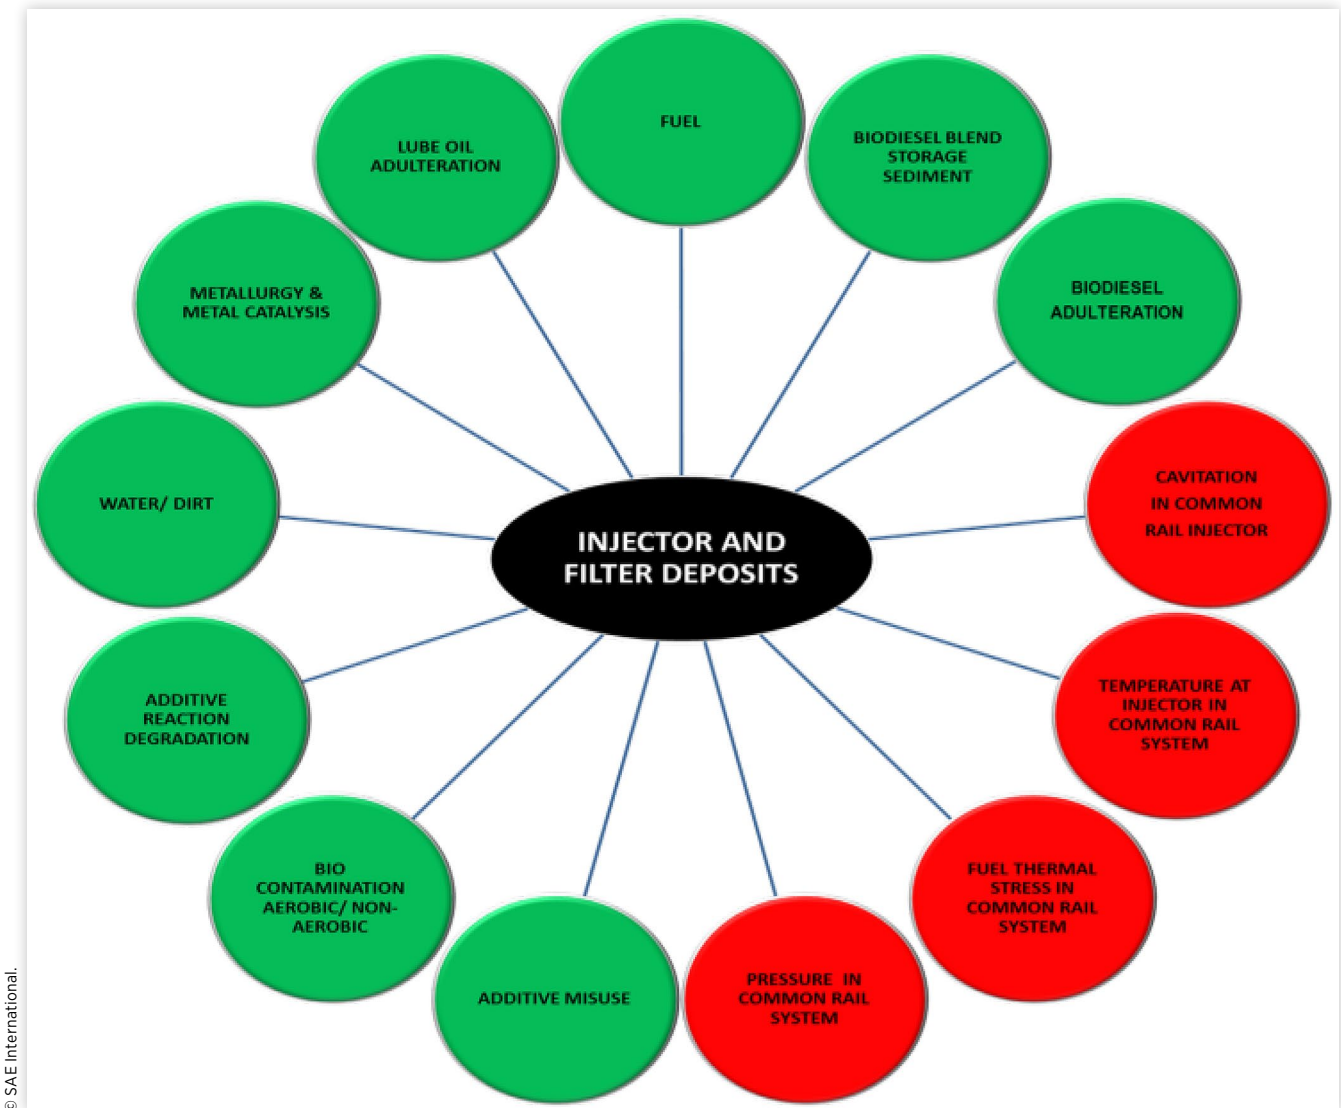 FUEL
BIODIESEL BLEND
STORAGE
SEDIMENT
BIODIESEL
ADULTERATION
CAVITATION
IN COMMON
RAIL INJECTOR
TEMPERATURE AT
INJECTOR IN
COMMON RAIL
SYSTEM
FUEL THERMAL
STRESS IN
COMMON RAIL
SYSTEM
PRESSURE IN
COMMON RAIL
SYSTEM
ADDITIVE MISUSE
BIO
CONTAMINATION
AEROBIC/ NON-
AEROBIC
ADDITIVE
REACTION
DEGRADATION
WATER/ DIRT
METALLURGY &
METAL CATALYSIS
LUBE OIL
ADULTERATION
INJECTOR AND
FILTER DEPOSITS
© SAE International.